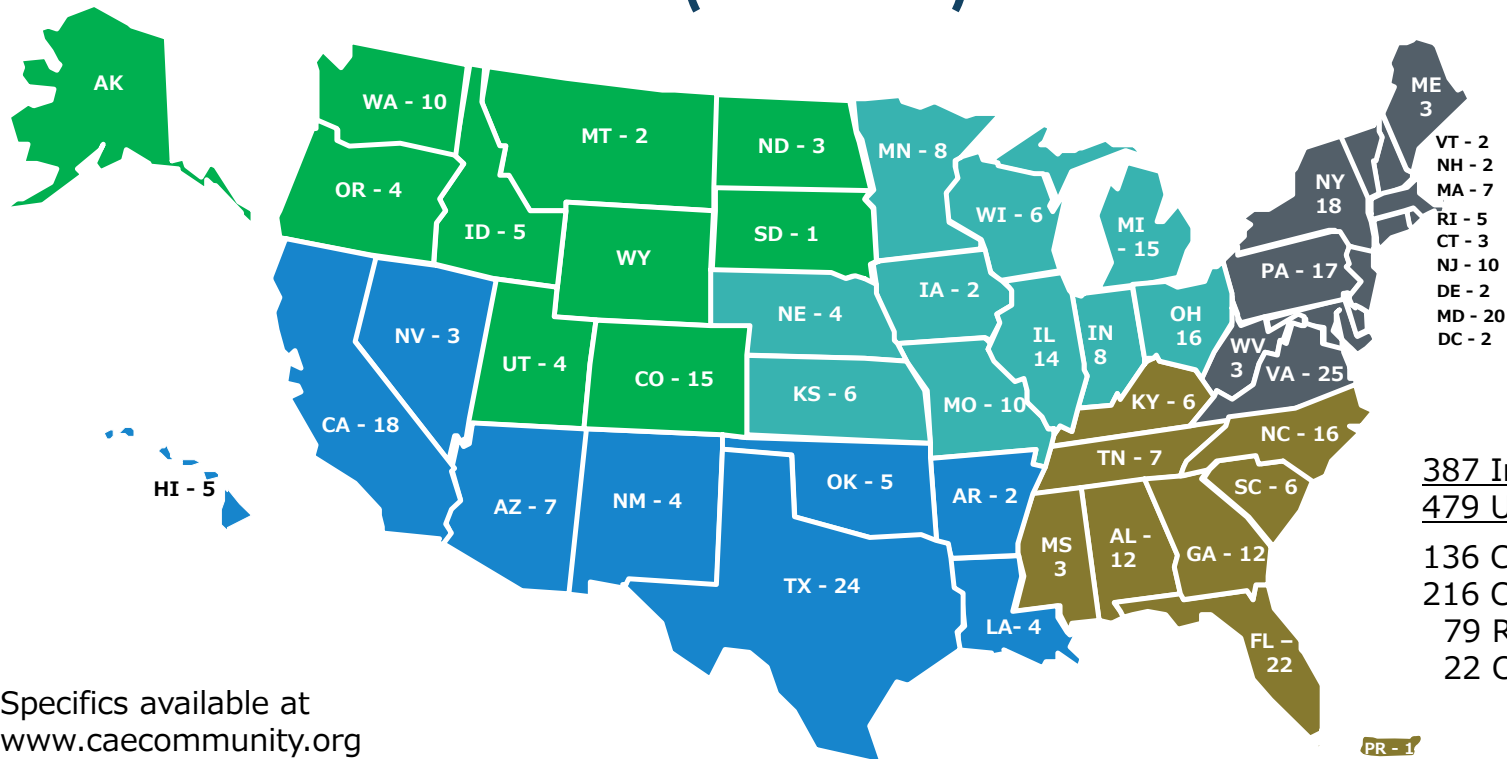 AK
WA - 10
MT - 2
ND - 3
MN - 8
ME
3
VT - 2
NH - 2
MA - 7
RI - 5
CT - 3
NJ - 10
DE - 2
MD - 20
DC - 2
OR - 4
ID - 5
WY
SD - 1
WI - 6
MI
- 15
NY
18
PA - 17
NV - 3
UT - 4
CO - 15
NE - 4
IA - 2
IL
14
IN
8
OH
16
WV
3
VA - 25
CA - 18
KS - 6
MO - 10
KY - 6
NC - 16
TN - 7
SC - 6
HI - 5
AZ - 7
NM - 4
OK - 5
AR - 2
MS
3
AL -
12
GA - 12
TX - 24
LA- 4
FL –
22
PR - 1
387
479
136
216
79
22
Specifics available at
www.caecommunity.org